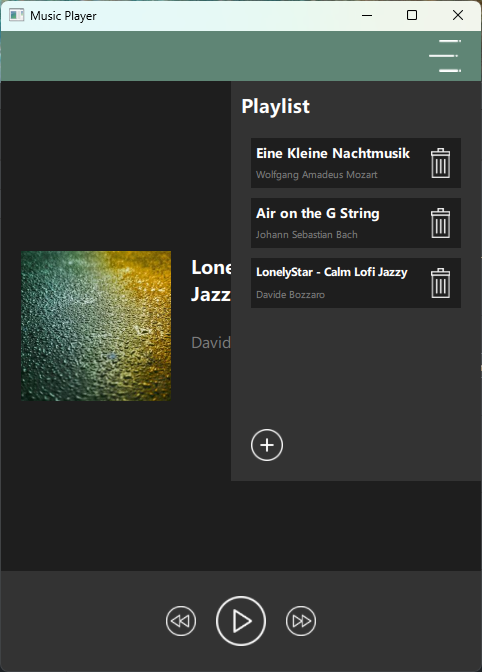 Music Player
Playlist
Eine Kleine Nachtmusik
Wolfgang Amadeus Mozart
Air on the G String
Johann Sebastian Bach
LonelyStar - Calm Lofi Jazzy
Davide Bozzaro
Lone
Jazz
David